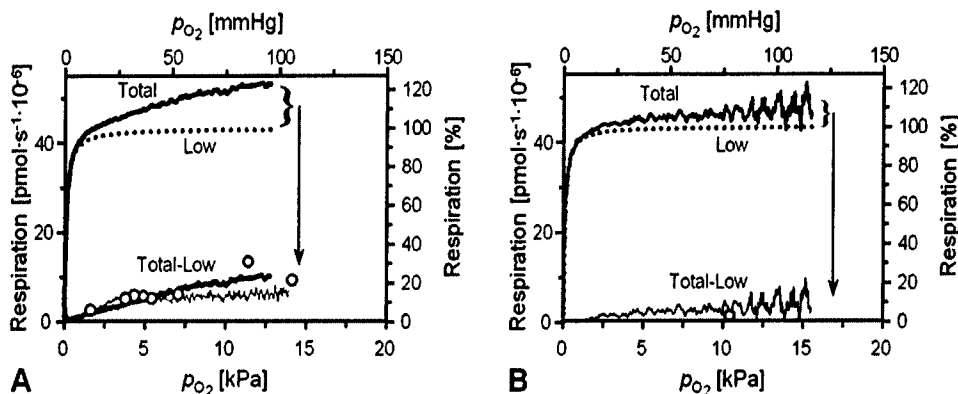 pO2 [mmHg]
0 50 100 150
Respiration [pmol·s-1·10-6]
40
20
0
Total
Low
Total-Low
120
100
80
60
40
20
0
Respiration [%]
0 5 10 15 20
A
pO2 [kPa]
pO2 [mmHg]
0 50 100 150
Respiration [pmol·s-1·10-6]
40
20
0
Total
Low
Total-Low
120
100
80
60
40
20
0
Respiration [%]
0 5 10 15 20
B
pO2 [kPa]